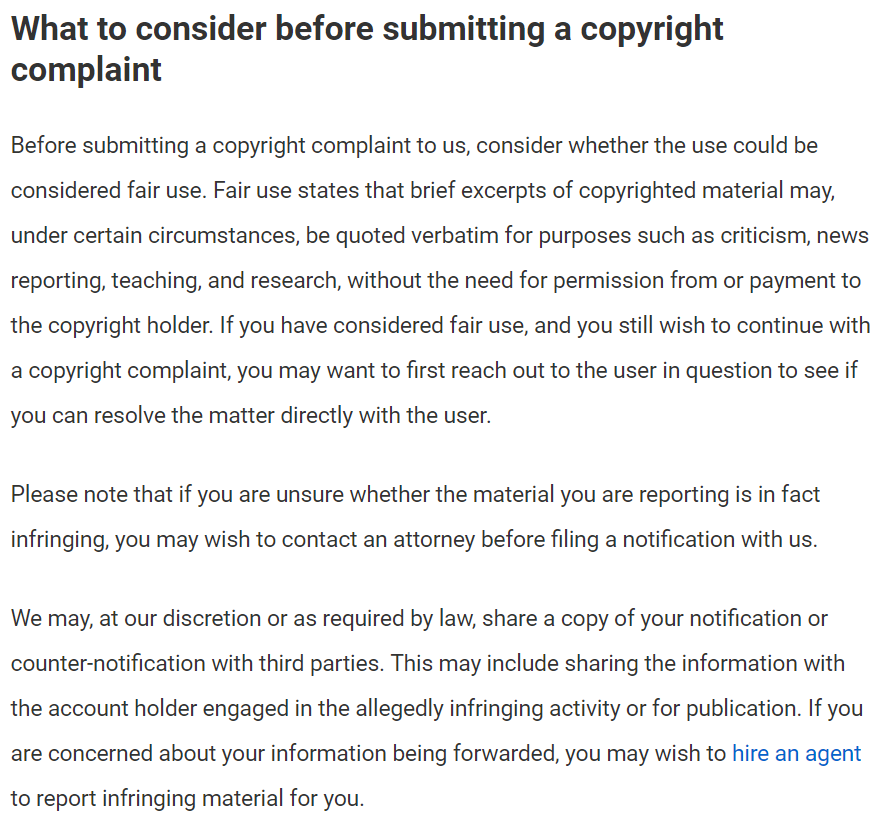 What to consider before submitting a copyright
complaint
Before submitting a copyright complaint to us, consider whether the use could be
considered fair use. Fair use states that brief excerpts of copyrighted material may,
under certain circumstances, be quoted verbatim for purposes such as criticism, news
reporting, teaching, and research, without the need for permission from or payment to
the copyright holder. If you have considered fair use, and you still wish to continue with
a copyright complaint, you may want to first reach out to the user in question to see if
you can resolve the matter directly with the user.
Please note that if you are unsure whether the material you are reporting is in fact
infringing, you may wish to contact an attorney before filing a notification with us.
We may, at our discretion or as required by law, share a copy of your notification or
counter-notification with third parties. This may include sharing the information with
the account holder engaged in the allegedly infringing activity or for publication. If you
are concerned about your information being forwarded, you may wish to hire an agent
to report infringing material for you.